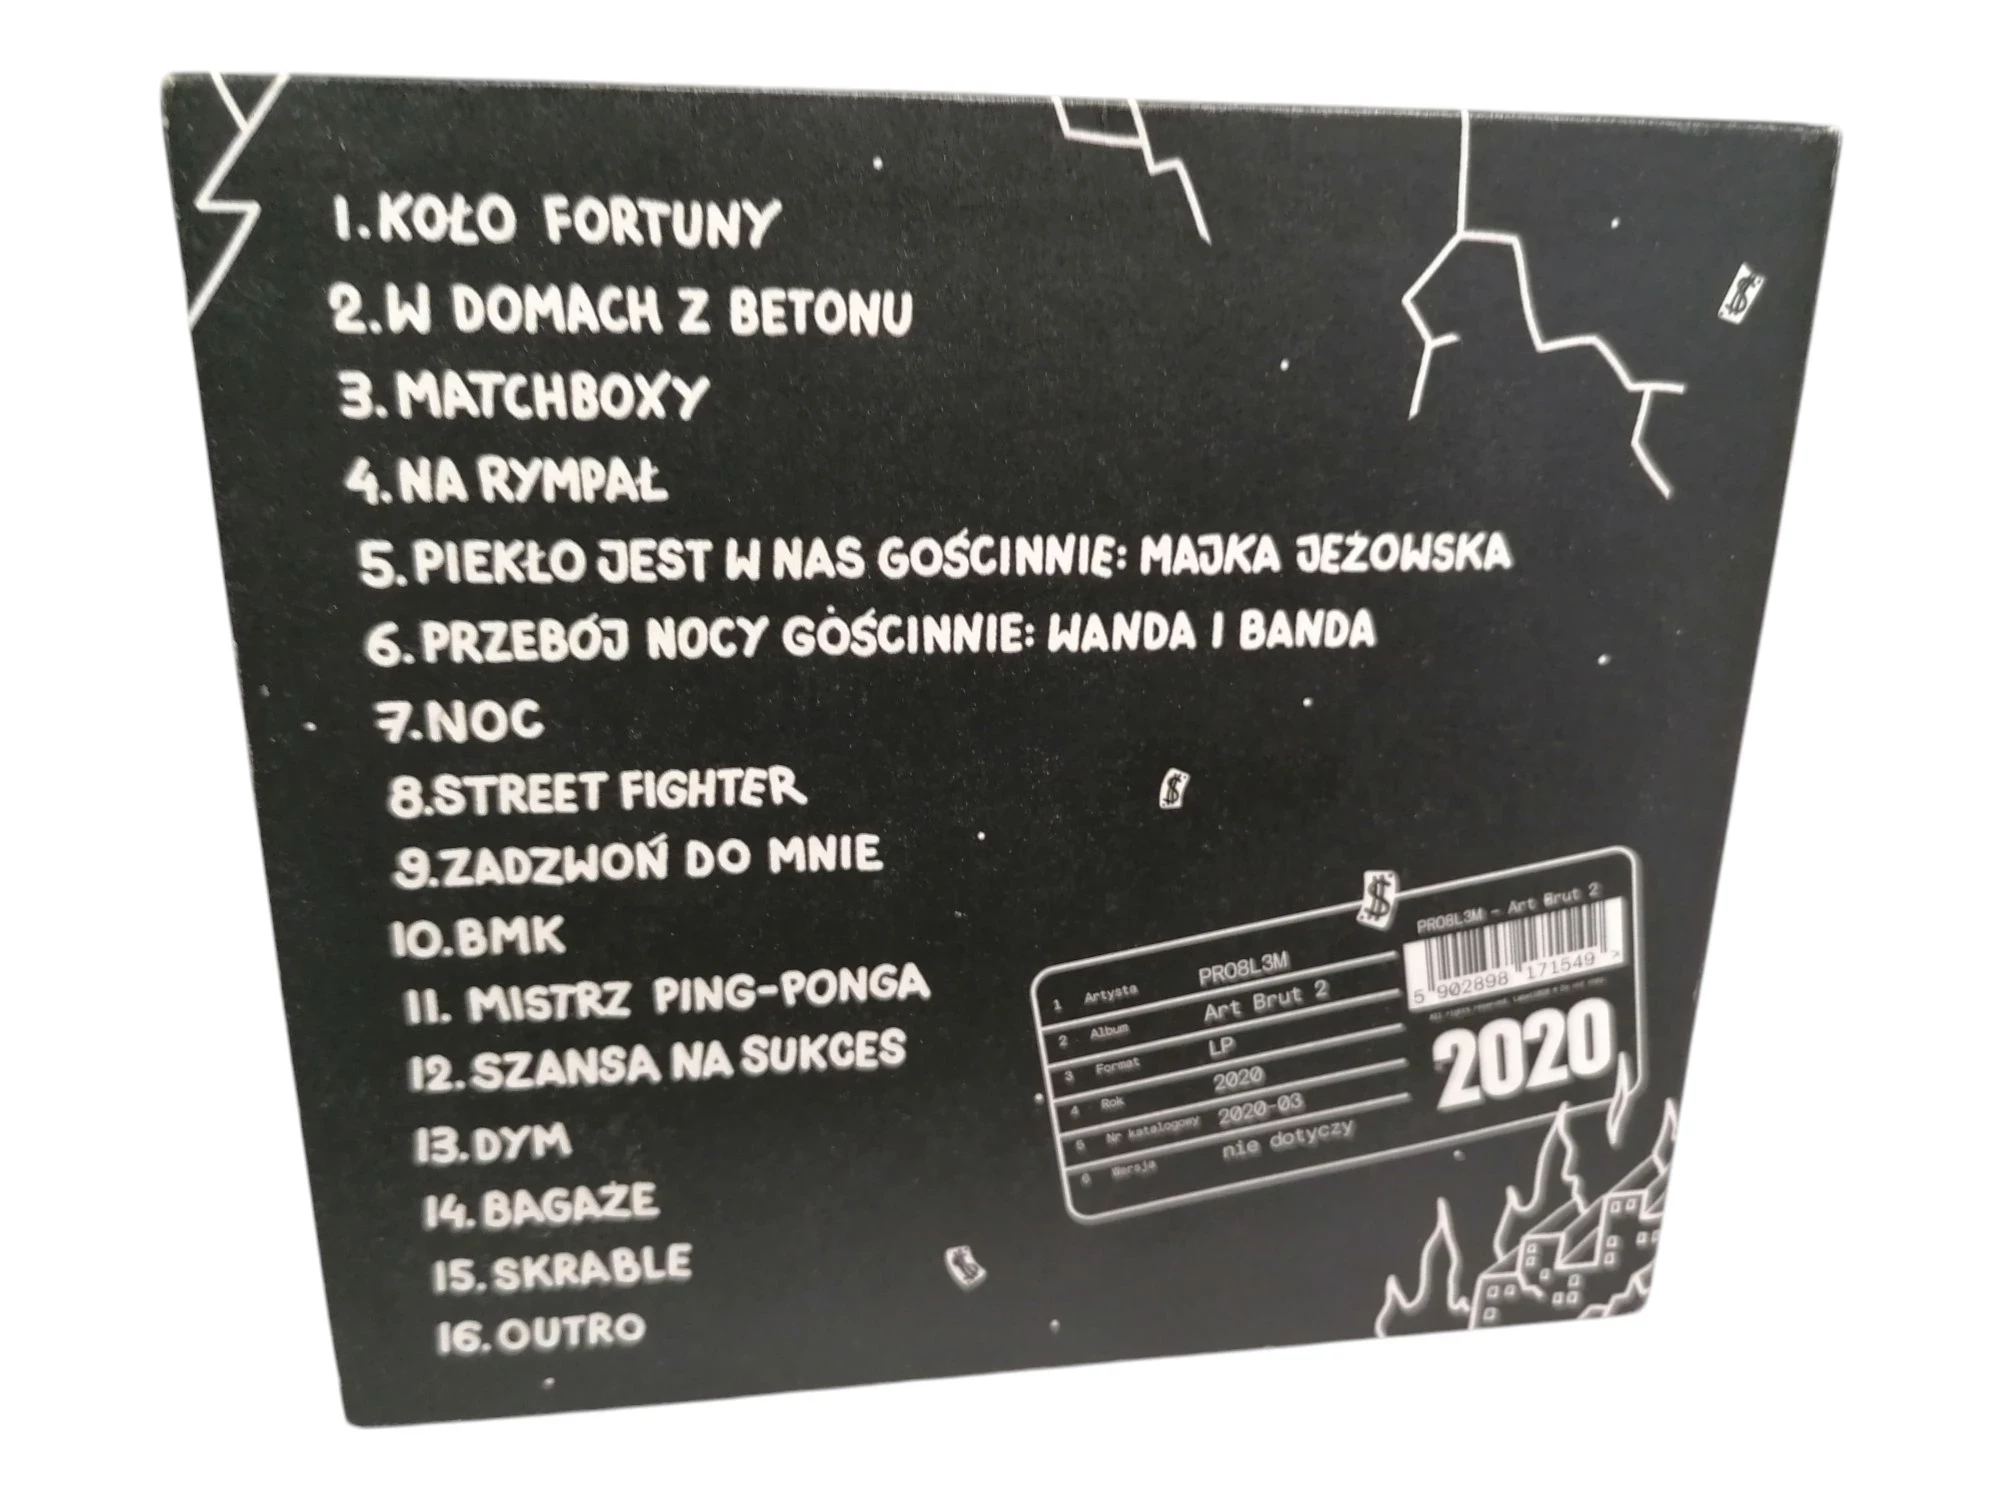 1. KOŁO FORTUNY
2. W DOMACH Z BETONU
3. MATCHBOXY
4. NA RYMPAŁ
5. PIEKŁO JEST W NAS GOŚCINNIE: MAJKA JEŻOWSKA
6. PRZEBÓJ NOCY GOŚCINNIE: WANDA I BANDA
7. NOC
8. STREET FIGHTER
9. ZADZWOŃ DO MNIE
10. BMK
11. MISTRZ PING-PONGA
12. SZANSA NA SUKCES
13. DYM
14. BAGAŻE
15. SKRABLE
16. OUTRO
1 Artysta PRO8L3M
2 Album Art Brut 2
3 Format LP
4 Rok 2020
5 Nr katalogowy 2020-03
6 Wersja nie dotyczy
PRO8L3M - Art Brut 2
5 902898 171549 >
All rights reserved.
2020